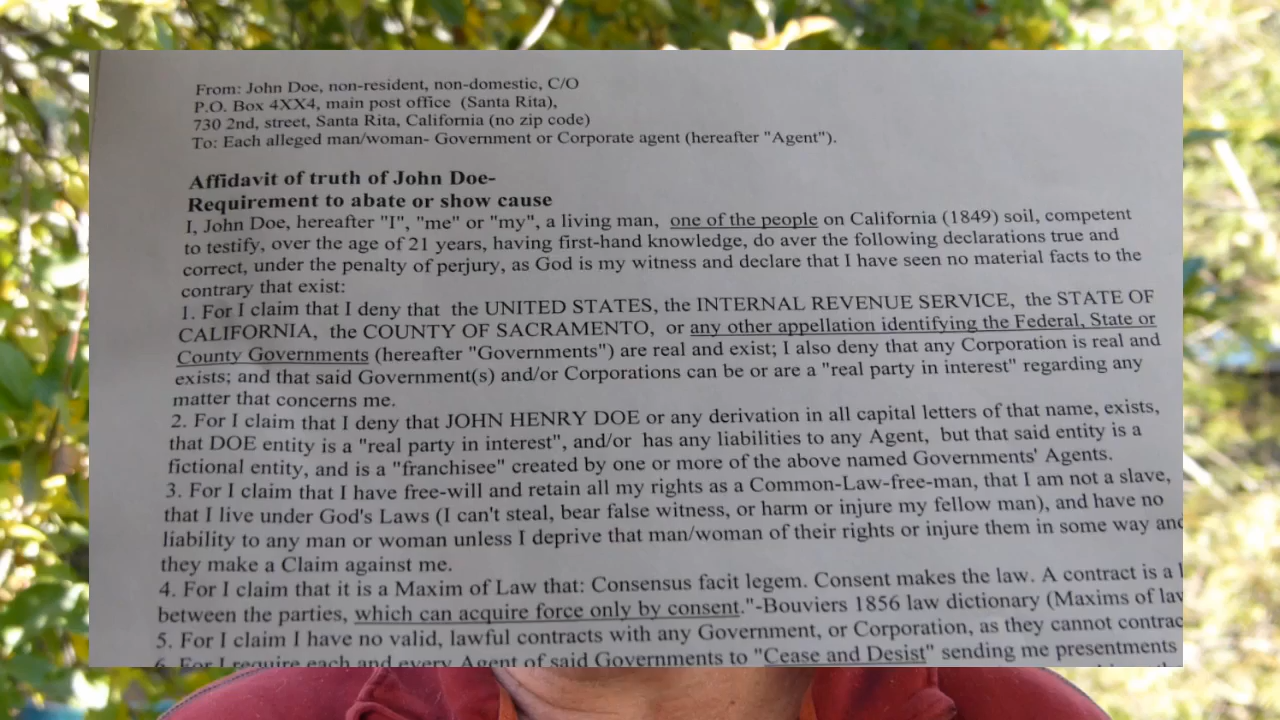 From: John Doe, non-resident, non-domestic, C/O
P.O. Box 4XX4, main post office (Santa Rita),
730 2nd, street, Santa Rita, California (no zip code)
To: Each alleged man/woman- Government or Corporate agent (hereafter "Agent").
Affidavit of truth of John Doe-
Requirement to abate or show cause
I, John Doe, hereafter "I", "me" or "my", a living man, one of the people on California (1849) soil, competent
to testify, over the age of 21 years, having first-hand knowledge, do aver the following declarations true and
correct, under the penalty of perjury, as God is my witness and declare that I have seen no material facts to the
contrary that exist:
1. For I claim that I deny that the UNITED STATES, the INTERNAL REVENUE SERVICE, the STATE OF
CALIFORNIA, the COUNTY OF SACRAMENTO, or any other appellation identifying the Federal, State or
County Governments (hereafter "Governments") are real and exist; I also deny that any Corporation is real and
exists; and that said Government(s) and/or Corporations can be or are a "real party in interest" regarding any
matter that concerns me.
2. For I claim that I deny that JOHN HENRY DOE or any derivation in all capital letters of that name, exists,
that DOE entity is a "real party in interest", and/or has any liabilities to any Agent, but that said entity is a
fictional entity, and is a "franchisee" created by one or more of the above named Governments' Agents.
3. For I claim that I have free-will and retain all my rights as a Common-Law-free-man, that I am not a slave,
that I live under God's Laws (I can't steal, bear false witness, or harm or injure my fellow man), and have no
liability to any man or woman unless I deprive that man/woman of their rights or injure them in some way and
they make a Claim against me.
4. For I claim that it is a Maxim of Law that: Consensus facit legem. Consent makes the law. A contract is a
between the parties, which can acquire force only by consent."-Bouviers 1856 law dictionary (Maxims of
5. For I claim I have no valid, lawful contracts with any Government, or Corporation, as they cannot
6. For I require each and every Agent of said Governments to "Cease and Desist" sending me presentments